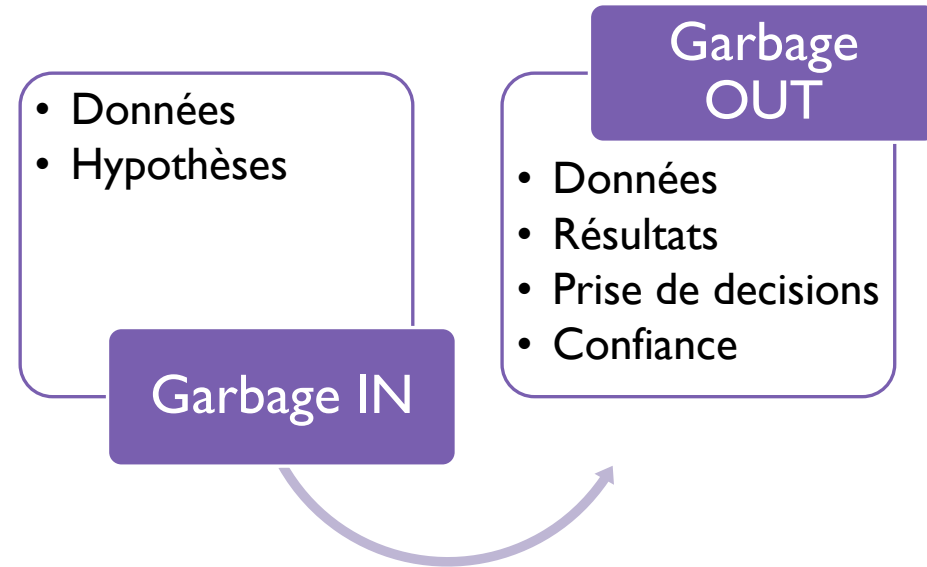 • Données
• Hypothèses
Garbage IN
Garbage
OUT
• Données
• Résultats
• Prise de decisions
• Confiance